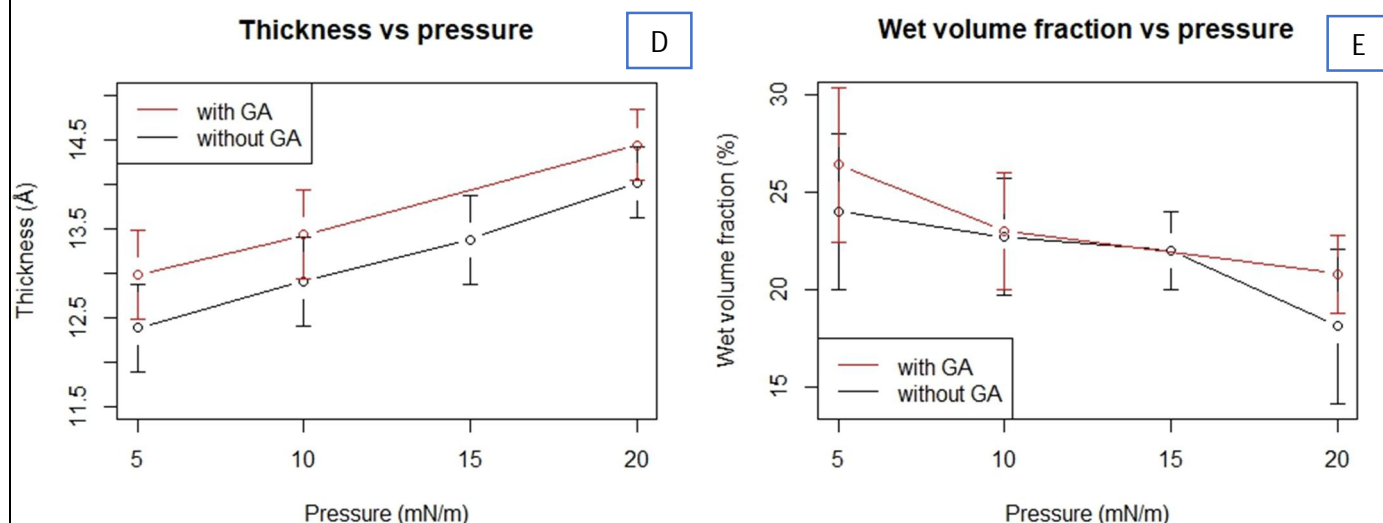 Thickness vs pressure
D
with GA
without GA
Thickness (Å)
14.5
13.5
12.5
11.5
5
10
15
20
Pressure (mN/m)
Wet volume fraction vs pressure
E
with GA
without GA
Wet volume fraction (%)
30
25
20
15
5
10
15
20
Pressure (mN/m)